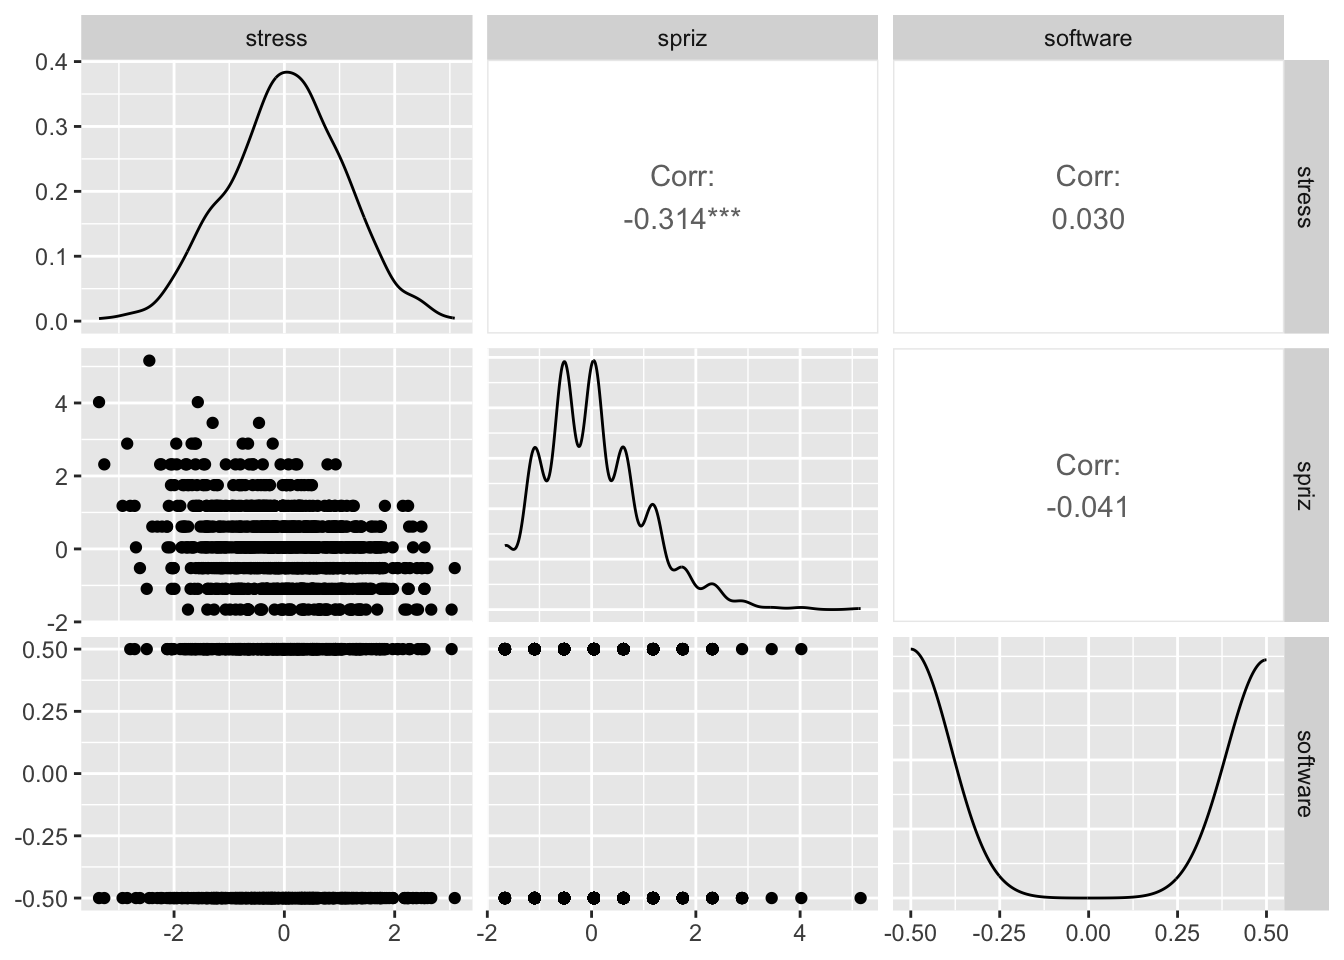 stress
spriz
software
0.4
0.3
0.2
0.1
0.0
Corr:
-0.314***
Corr:
0.030
stress
4
2
0
-2
Corr:
-0.041
spriz
0.50
0.25
0.00
-0.25
-0.50
software
-2 0 2
-2 0 2 4
-0.50 -0.25 0.00 0.25 0.50